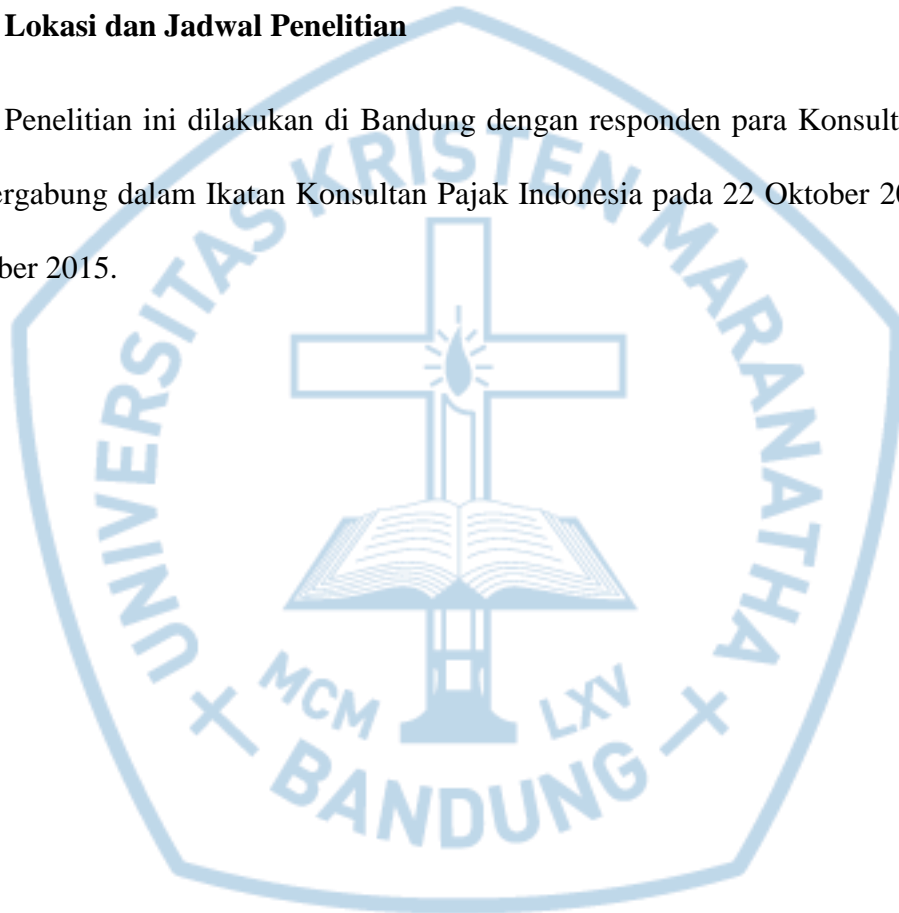 Lokasi dan Jadwal Penelitian
Penelitian ini dilakukan di Bandung dengan responden para Konsult
ergabung dalam Ikatan Konsultan Pajak Indonesia pada 22 Oktober 20
ber 2015.
UNIVERSITAS KRISTEN MARANATHA
MCM LXV
BANDUNG